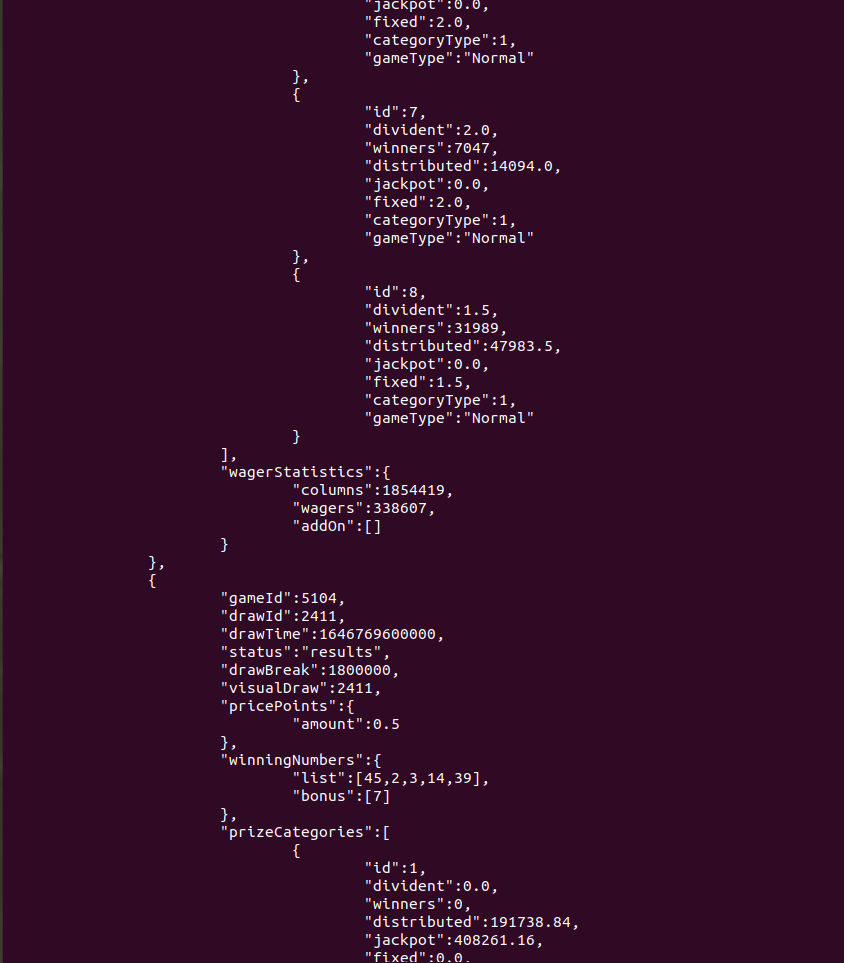 "jackpot":0.0,
"fixed":2.0,
"categoryType":1,
"gameType":"Normal"
},
{
"id":7,
"divident":2.0,
"winners":7047,
"distributed":14094.0,
"jackpot":0.0,
"fixed":2.0,
"categoryType":1,
"gameType":"Normal"
},
{
"id":8,
"divident":1.5,
"winners":31989,
"distributed":47983.5,
"jackpot":0.0,
"fixed":1.5,
"categoryType":1,
"gameType":"Normal"
}
],
"wagerStatistics":{
"columns":1854419,
"wagers":338607,
"addOn":[]
}
},
{
"gameId":5104,
"drawId":2411,
"drawTime":1646769600000,
"status":"results",
"drawBreak":1800000,
"visualDraw":2411,
"pricePoints":{
"amount":0.5
},
"winningNumbers":{
"list":[45,2,3,14,39],
"bonus":[7]
},
"prizeCategories":[
{
"id":1,
"divident":0.0,
"winners":0,
"distributed":191738.84,
"jackpot":408261.16,
"fixed":0.0,